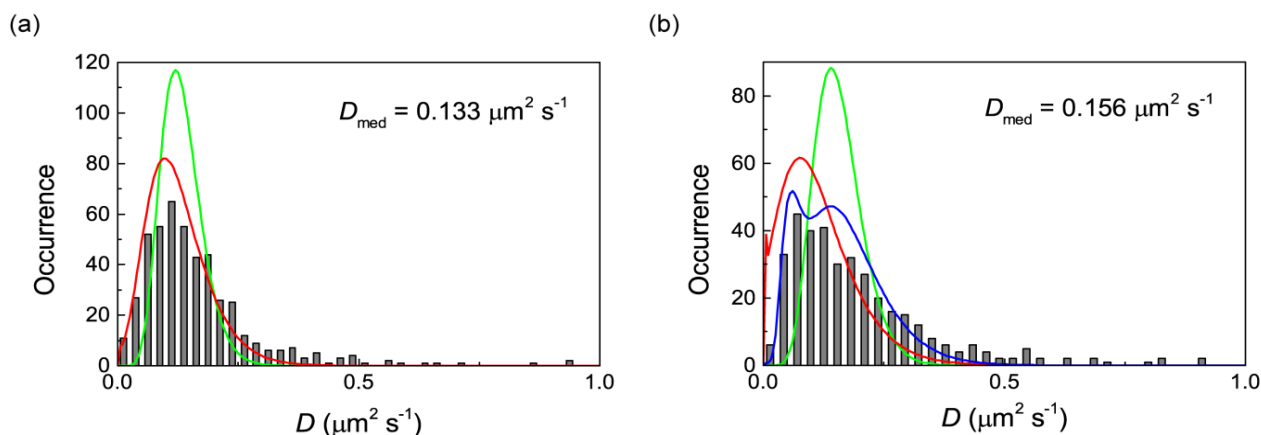 (a)
120
100
80
60
40
20
0
Occurrence
D_med = 0.133 μm² s⁻¹
0.0 0.5 1.0
D (μm² s⁻¹)
(b)
80
60
40
20
0
Occurrence
D_med = 0.156 μm² s⁻¹
0.0 0.5 1.0
D (μm² s⁻¹)